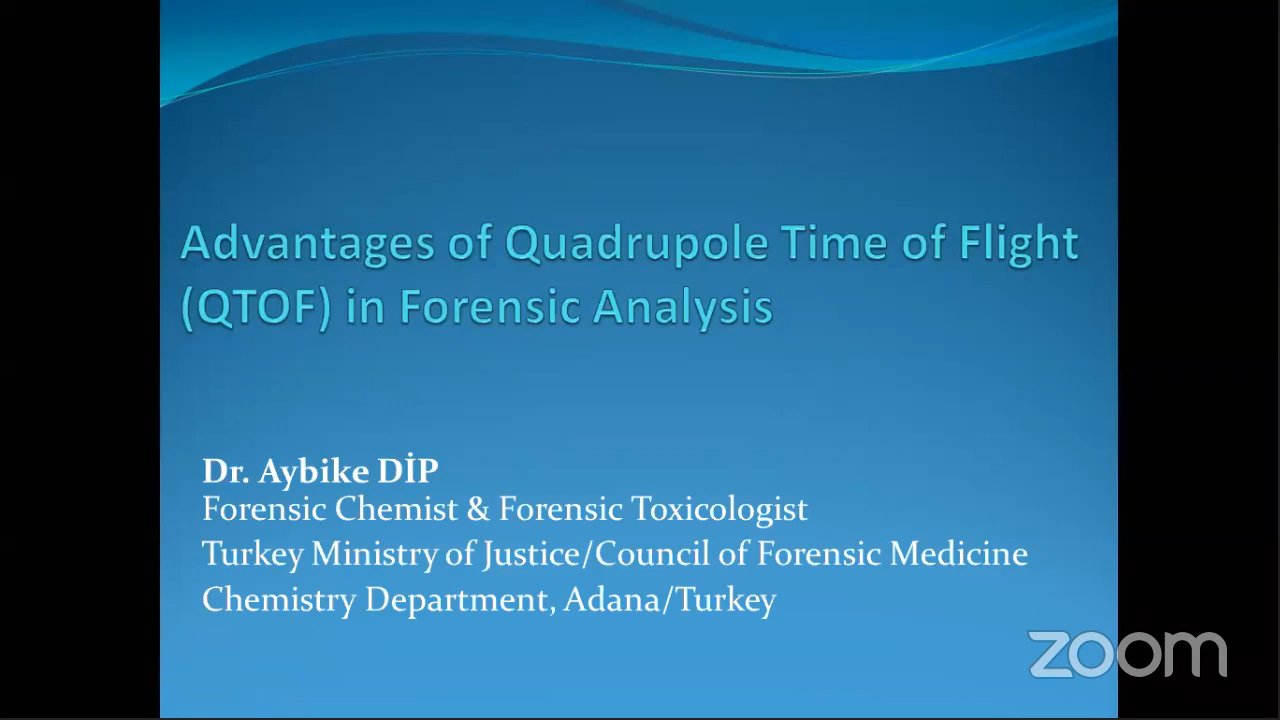 Advantages of Quadrupole Time of Flight
(QTOF) in Forensic Analysis
Dr. Aybike DİP
Forensic Chemist & Forensic Toxicologist
Turkey Ministry of Justice/Council of Forensic Medicine
Chemistry Department, Adana/Turkey
zoom